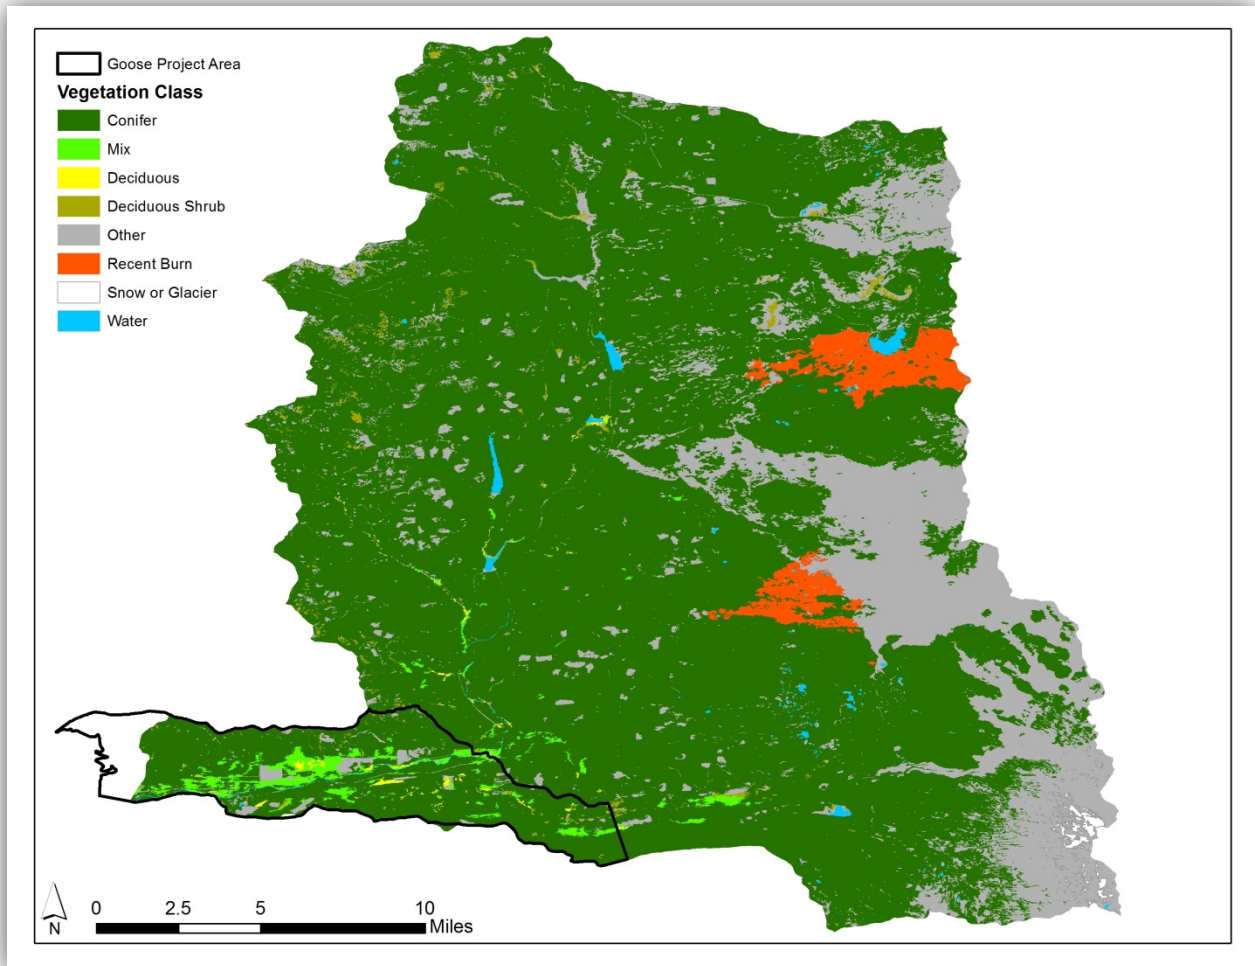 Goose Project Area
Vegetation Class
Conifer
Mix
Deciduous
Deciduous Shrub
Other
Recent Burn
Snow or Glacier
Water
N
0 2.5 5 10
Miles